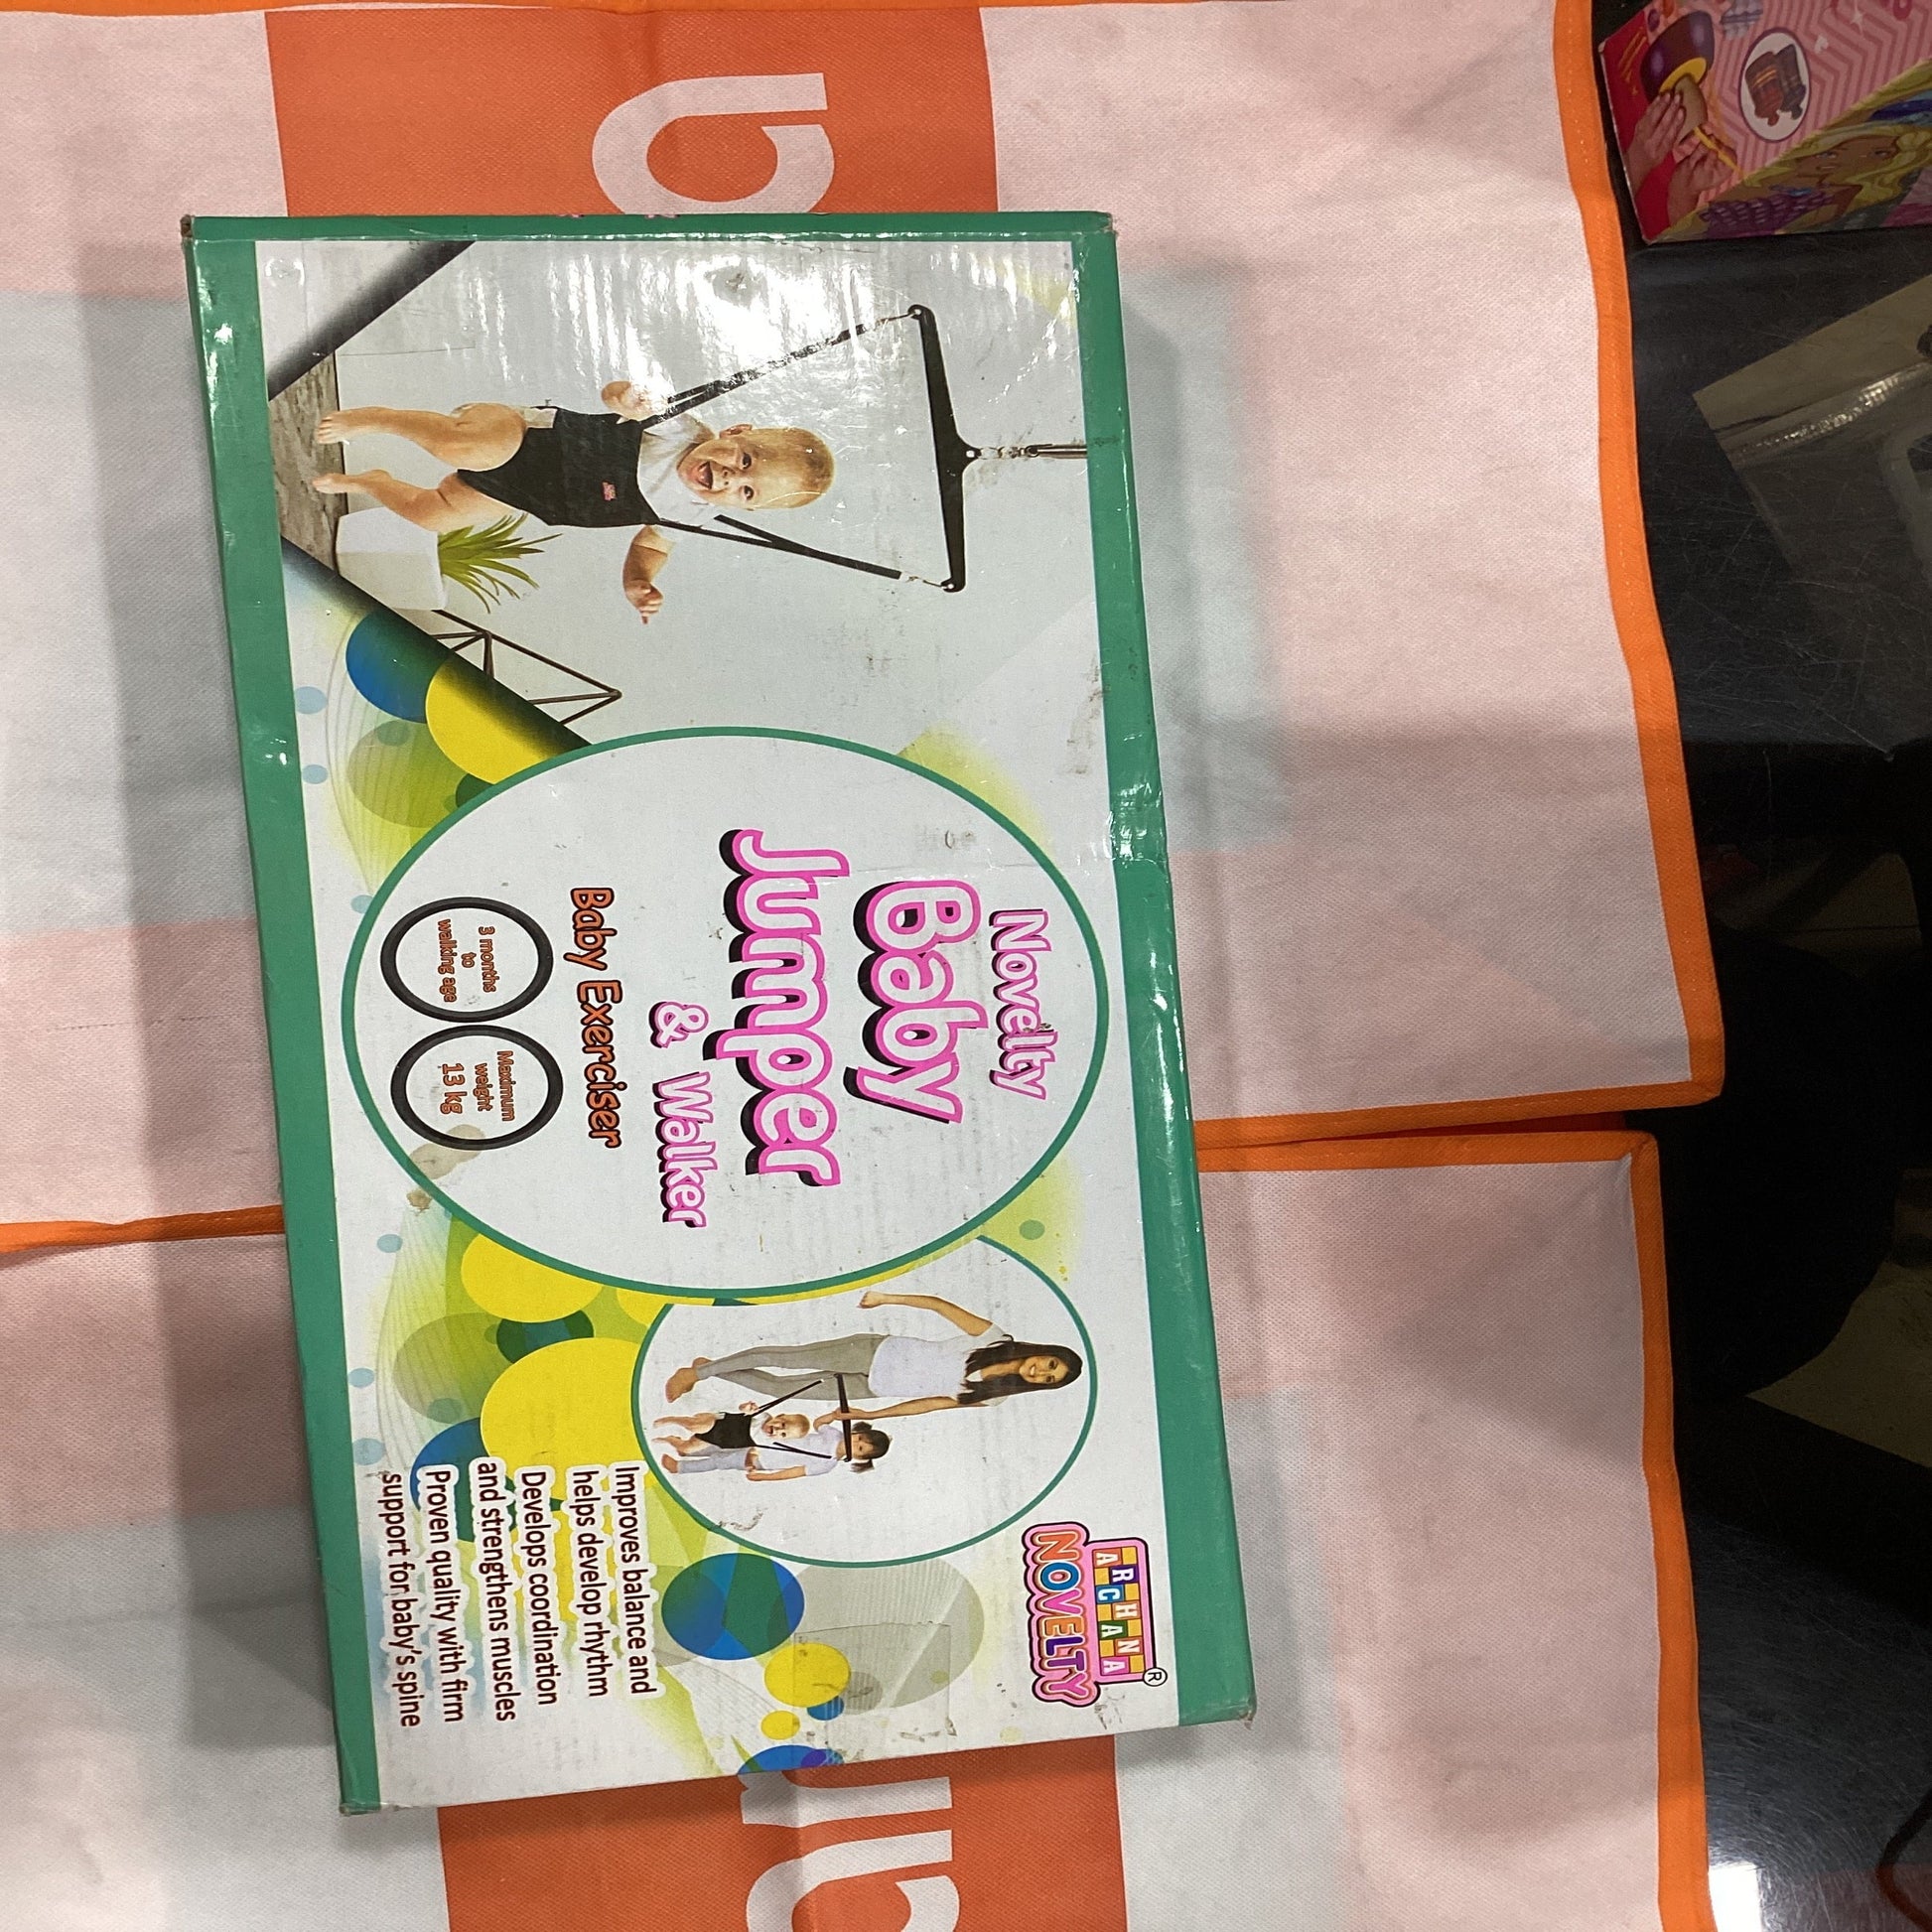 Novelty
Baby
Jumper
& Walker
Baby Exerciser
3 months
to
walking age
Maximum
weight
13 kg
ARCHANA
NOVELTY
®
Improves balance and
helps develop rhythm
Develops coordination
and strengthens muscles
Proven quality with firm
support for baby's spine